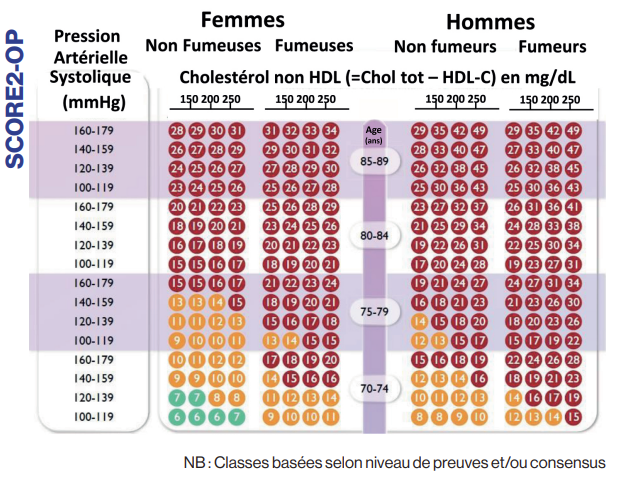 SCORE2-OP
Femmes Hommes
Pression Artérielle Systolique (mmHg)
Non Fumeuses Fumeuses Non fumeurs Fumeurs
Cholestérol non HDL (=Chol tot – HDL-C) en mg/dL
150 200 250 150 200 250 150 200 250 150 200 250
Age (ans)
160-179 28 29 30 31 31 32 33 34 29 35 42 49 29 35 42 49
140-159 26 27 28 29 29 30 31 32 28 33 40 47 27 33 40 47
85-89
120-139 24 25 26 27 27 28 29 30 26 32 38 45 26 32 38 45
100-119 23 24 25 26 25 26 27 28 25 30 36 43 25 30 36 43
160-179 20 21 22 23 25 26 28 29 23 27 32 37 26 31 36 41
140-159 18 19 20 21 23 24 25 26 21 25 29 34 24 28 33 38
80-84
120-139 16 17 18 19 20 21 22 23 19 22 26 31 22 25 30 34
100-119 15 15 16 17 18 19 20 21 17 20 24 28 19 23 27 31
160-179 15 15 16 17 21 22 23 24 19 21 24 27 24 27 31 34
140-159 13 13 14 15 18 19 20 21 16 18 21 23 21 23 26 30
75-79
120-139 11 11 12 13 15 16 17 18 14 15 18 20 18 20 23 26
100-119 9 10 10 11 13 14 15 15 12 13 15 17 15 17 19 22
160-179 10 11 12 12 17 18 19 20 15 16 18 19 22 24 26 28
140-159 9 9 10 10 14 15 16 16 12 13 14 16 18 19 21 23
70-74
120-139 7 7 8 8 11 12 13 14 10 11 12 13 14 16 17 19
100-119 6 6 6 7 9 10 10 11 8 8 9 10 12 13 14 15
NB : Classes basées selon niveau de preuves et/ou consensus